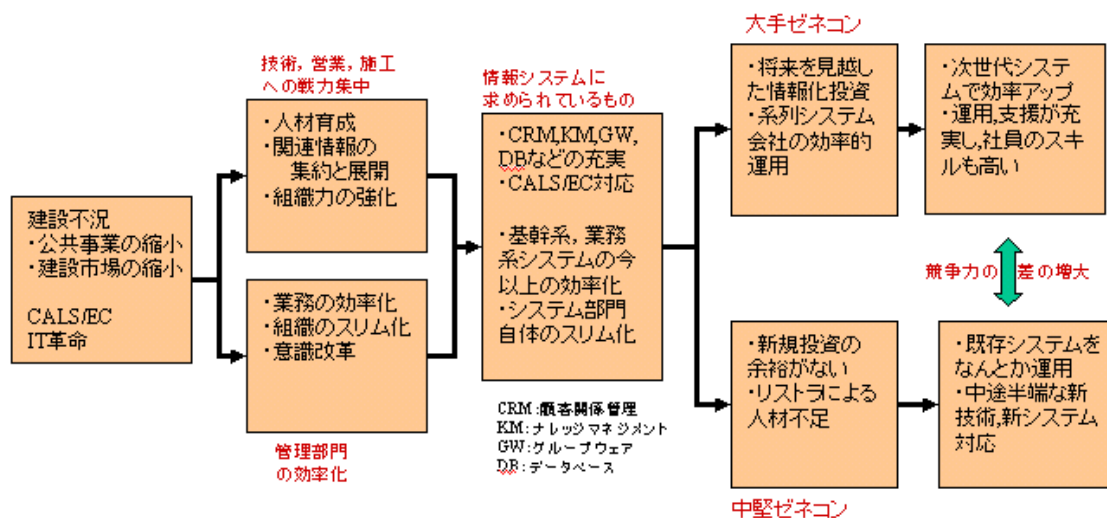 建設不況
・公共事業の縮小
・建設市場の縮小
CALS/EC
IT革命
技術，営業，施工
への戦力集中
・人材育成
・関連情報の
集約と展開
・組織力の強化
・業務の効率化
・組織のスリム化
・意識改革
管理部門
の効率化
情報システムに
求められているもの
・CRM,KM,GW,
DBなどの充実
・CALS/EC対応
・基幹系，業務
系システムの今
以上の効率化
・システム部門
自体のスリム化
CRM：顧客関係管理
KM：ナレッジマネジメント
GW：グループウェア
DB：データベース
大手ゼネコン
・将来を見越し
た情報化投資
・系列システム
会社の効率的
運用
・次世代システ
ムで効率アップ
・運用,支援が充
実し,社員のスキ
ルも高い
競争力の　差の増大
・新規投資の
余裕がない
・リストラによる
人材不足
・既存システムを
なんとか運用
・中途半端な新
技術,新システム
対応
中堅ゼネコン